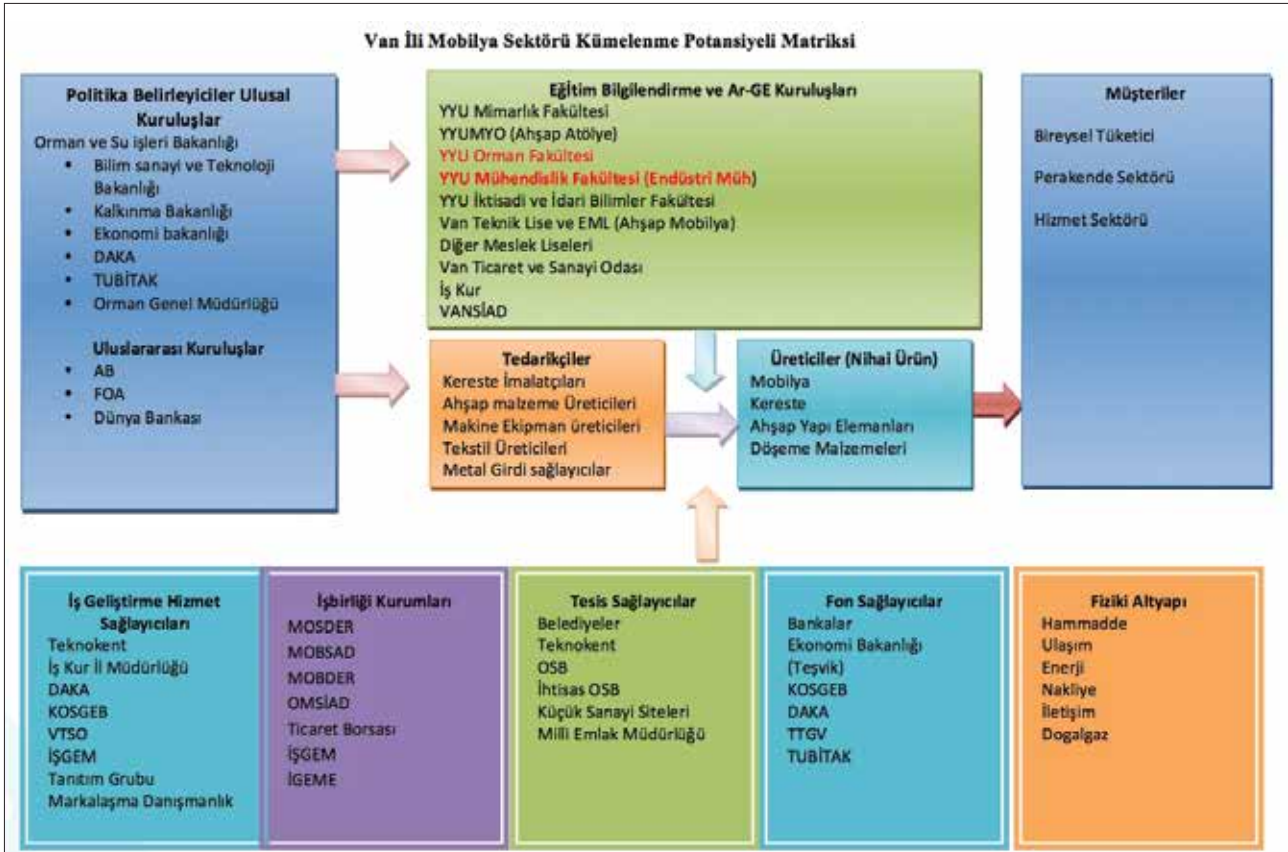 Van İli Mobilya Sektörü Kümelenme Potansiyeli Matriksi
Politika Belirleyiciler Ulusal
Kuruluşlar
Orman ve Su işleri Bakanlığı
• Bilim sanayi ve Teknoloji
Bakanlığı
• Kalkınma Bakanlığı
• Ekonomi bakanlığı
• DAKA
• TUBİTAK
• Orman Genel Müdürlüğü
Uluslararası Kuruluşlar
• AB
• FOA
• Dünya Bankası
Eğİtim Bilgilendirme ve Ar-GE Kuruluşları
YYU Mimarlık Fakültesi
YYUMYO (Ahşap Atölye)
YYU Orman Fakültesi
YYU Mühendislik Fakültesi (Endüstri Müh)
YYU İktisadi ve İdari Bilimler Fakültesi
Van Teknik Lise ve EML (Ahşap Mobilya)
Diğer Meslek Liseleri
Van Ticaret ve Sanayi Odası
İş Kur
VANSİAD
Müşteriler
Bireysel Tüketici
Perakende Sektörü
Hizmet Sektörü
Tedarikçiler
Kereste İmalatçıları
Ahşap malzeme Üreticileri
Makine Ekipman üreticileri
Tekstil Üreticileri
Metal Girdi sağlayıcılar
Üreticiler (Nihai Ürün)
Mobilya
Kereste
Ahşap Yapı Elemanları
Döşeme Malzemeleri
İş Geliştirme Hizmet
Sağlayıcıları
Teknokent
İş Kur İl Müdürlüğü
DAKA
KOSGEB
VTSO
İŞGEM
Tanıtım Grubu
Markalaşma Danışmanlık
İşbirliği Kurumları
MOSDER
MOBSAD
MOBDER
OMSİAD
Ticaret Borsası
İŞGEM
İGEME
Tesis Sağlayıcılar
Belediyeler
Teknokent
OSB
İhtisas OSB
Küçük Sanayi Siteleri
Milli Emlak Müdürlüğü
Fon Sağlayıcılar
Bankalar
Ekonomi Bakanlığı
(Teşvik)
KOSGEB
DAKA
TTGV
TUBİTAK
Fiziki Altyapı
Hammadde
Ulaşım
Enerji
Nakliye
İletişim
Dogalgaz